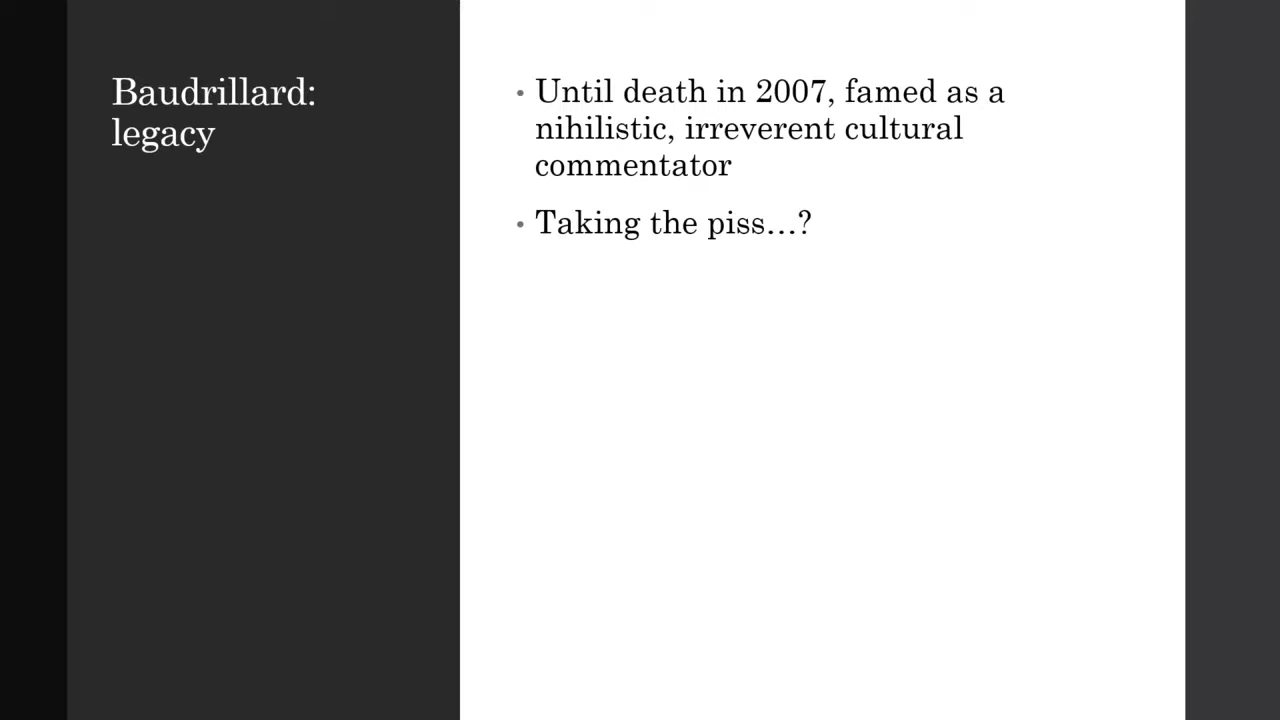 Baudrillard:
legacy
• Until death in 2007, famed as a
nihilistic, irreverent cultural
commentator
• Taking the piss…?